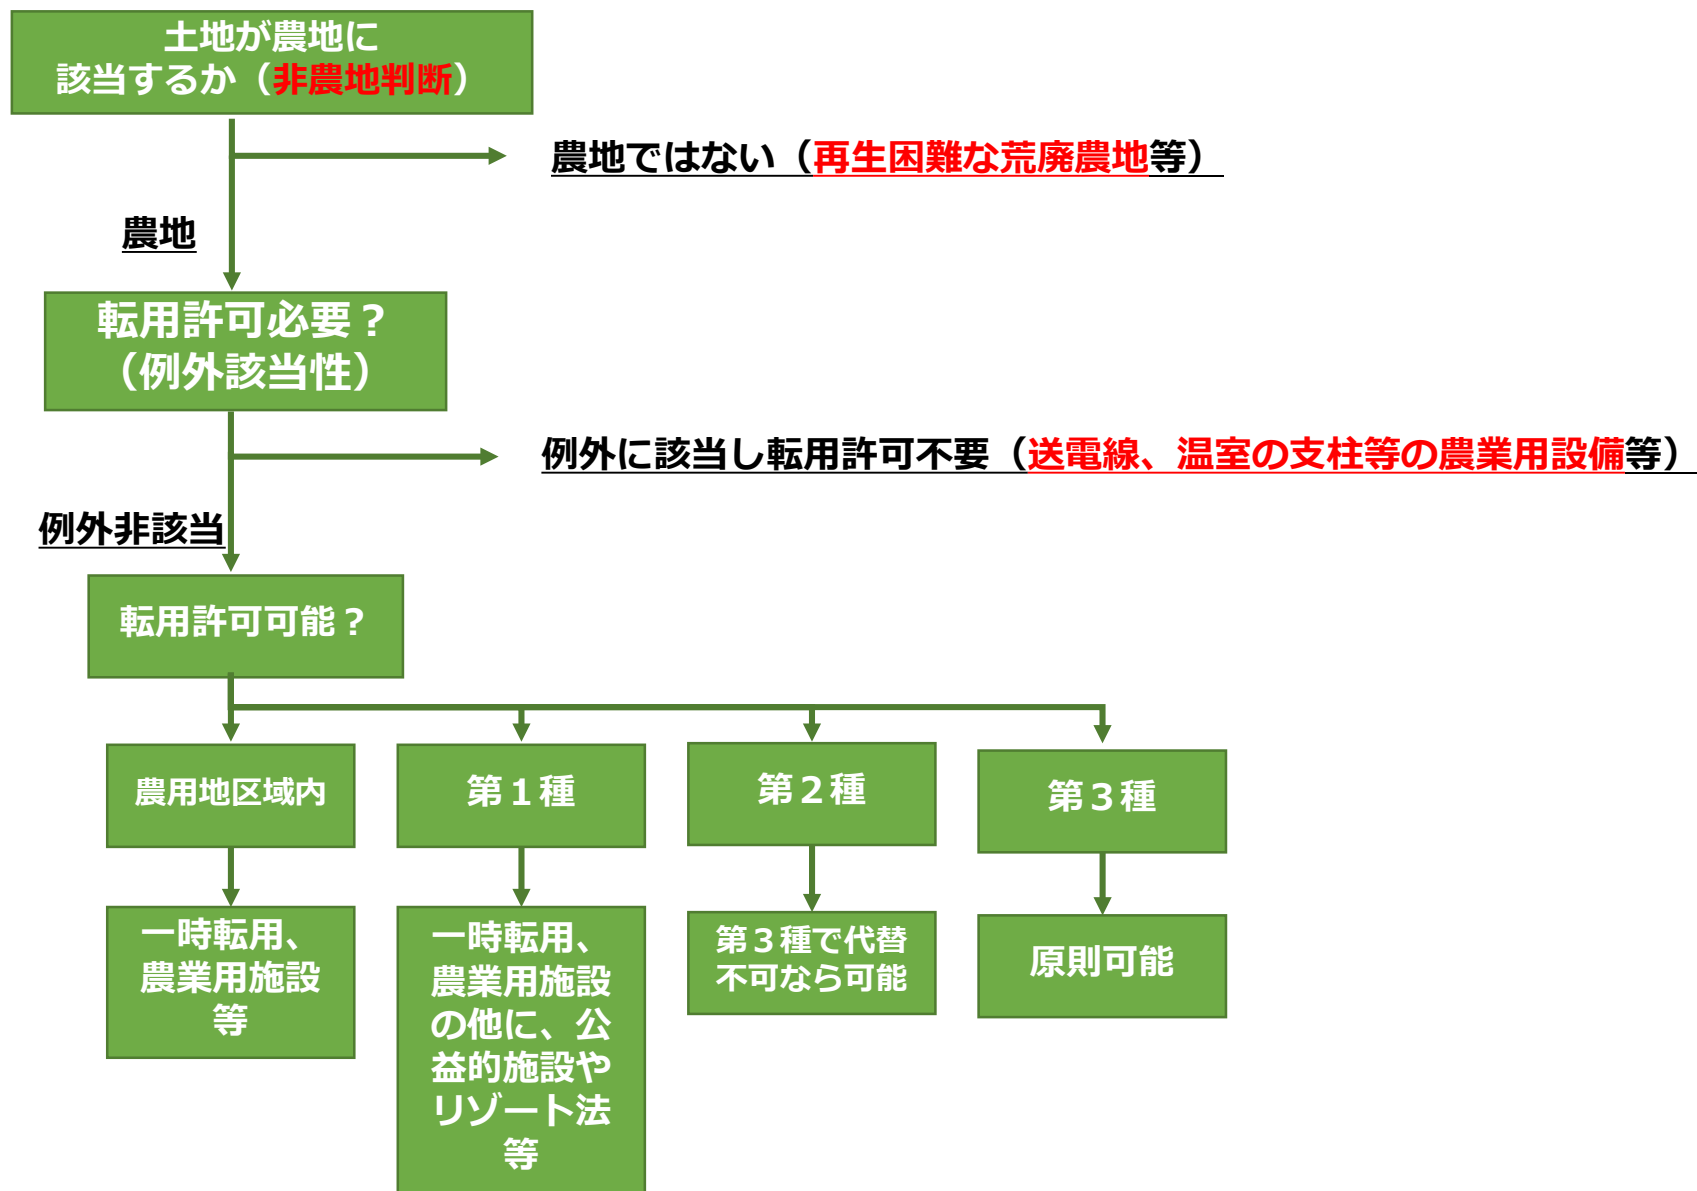 土地が農地に
該当するか（非農地判断）
農地ではない（再生困難な荒廃農地等）
農地
転用許可必要？
（例外該当性）
例外に該当し転用許可不要（送電線、温室の支柱等の農業用設備等）
例外非該当
転用許可可能？
農用地区域内
第１種
第２種
第３種
一時転用、
農業用施設
等
一時転用、
農業用施設
の他に、公
益的施設や
リゾート法
等
第３種で代替
不可なら可能
原則可能